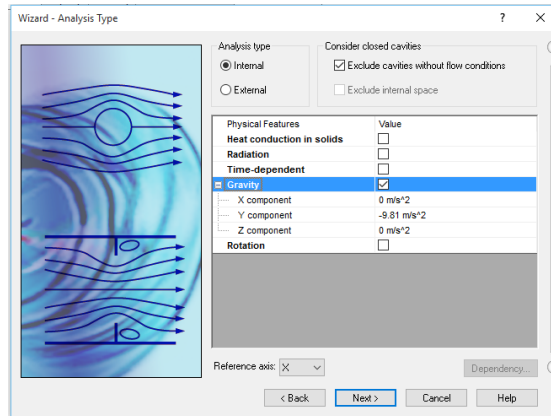 Wizard - Analysis Type
? X
Analysis type
Internal
External
Consider closed cavities
Exclude cavities without flow conditions
Exclude internal space
Physical Features Value
Heat conduction in solids
Radiation
Time-dependent
Gravity
X component 0 m/s^2
Y component -9.81 m/s^2
Z component 0 m/s^2
Rotation
Reference axis: X
Dependency...
< Back Next > Cancel Help